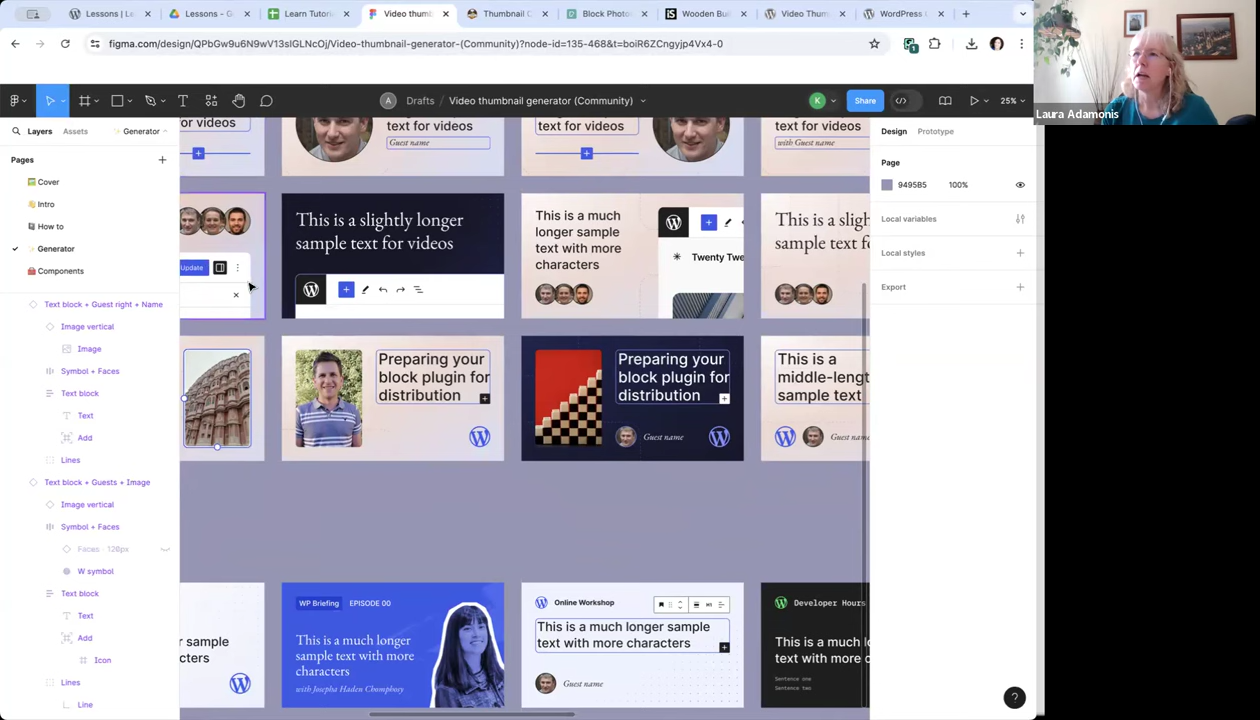 WordPress
Lessons | L
Lessons - G
Learn Tutoria
Video thumb
Thumbnail C
Block Photo
Wooden Bu
Video Thum
WordPress L
figma.com/design/QPbGw9u6N9wV13sIGLNcOj/Video-thumbnail-generator-(Community)?node-id=135-468&t=boiR6ZCngyjp4Vx4-0
Laura Adamonis
A
Drafts
Video thumbnail generator (Community)
K
Share
25%
Layers
Assets
Generator
Pages
Cover
Intro
How to
Generator
Components
Text block + Guest right + Name
Image vertical
Image
Symbol + Faces
Text block
Text
Add
Lines
Text block + Guests + Image
Image vertical
Symbol + Faces
Faces · 120px
W symbol
Text block
Text
Add
Icon
Lines
Line
text for videos
text for videos
Guest name
text for videos
text for videos
with Guest name
Update
This is a slightly longer
sample text for videos
This is a much
longer sample
text with more
characters
Twenty Twe
This is a sligh
sample text fo
Preparing your
block plugin for
distribution
Preparing your
block plugin for
distribution
Guest name
This is a
middle-lengt
sample text
Guest name
r sample
cters
WP Briefing
EPISODE 00
This is a much longer
sample text with more
characters
with Josepha Haden Chomphosy
Online Workshop
This is a much longer sample
text with more characters
Guest name
Developer Hours
This is a much l
text with more
Sentence one
Sentence two
Design
Prototype
Page
9495B5
100%
Local variables
Local styles
Export
?